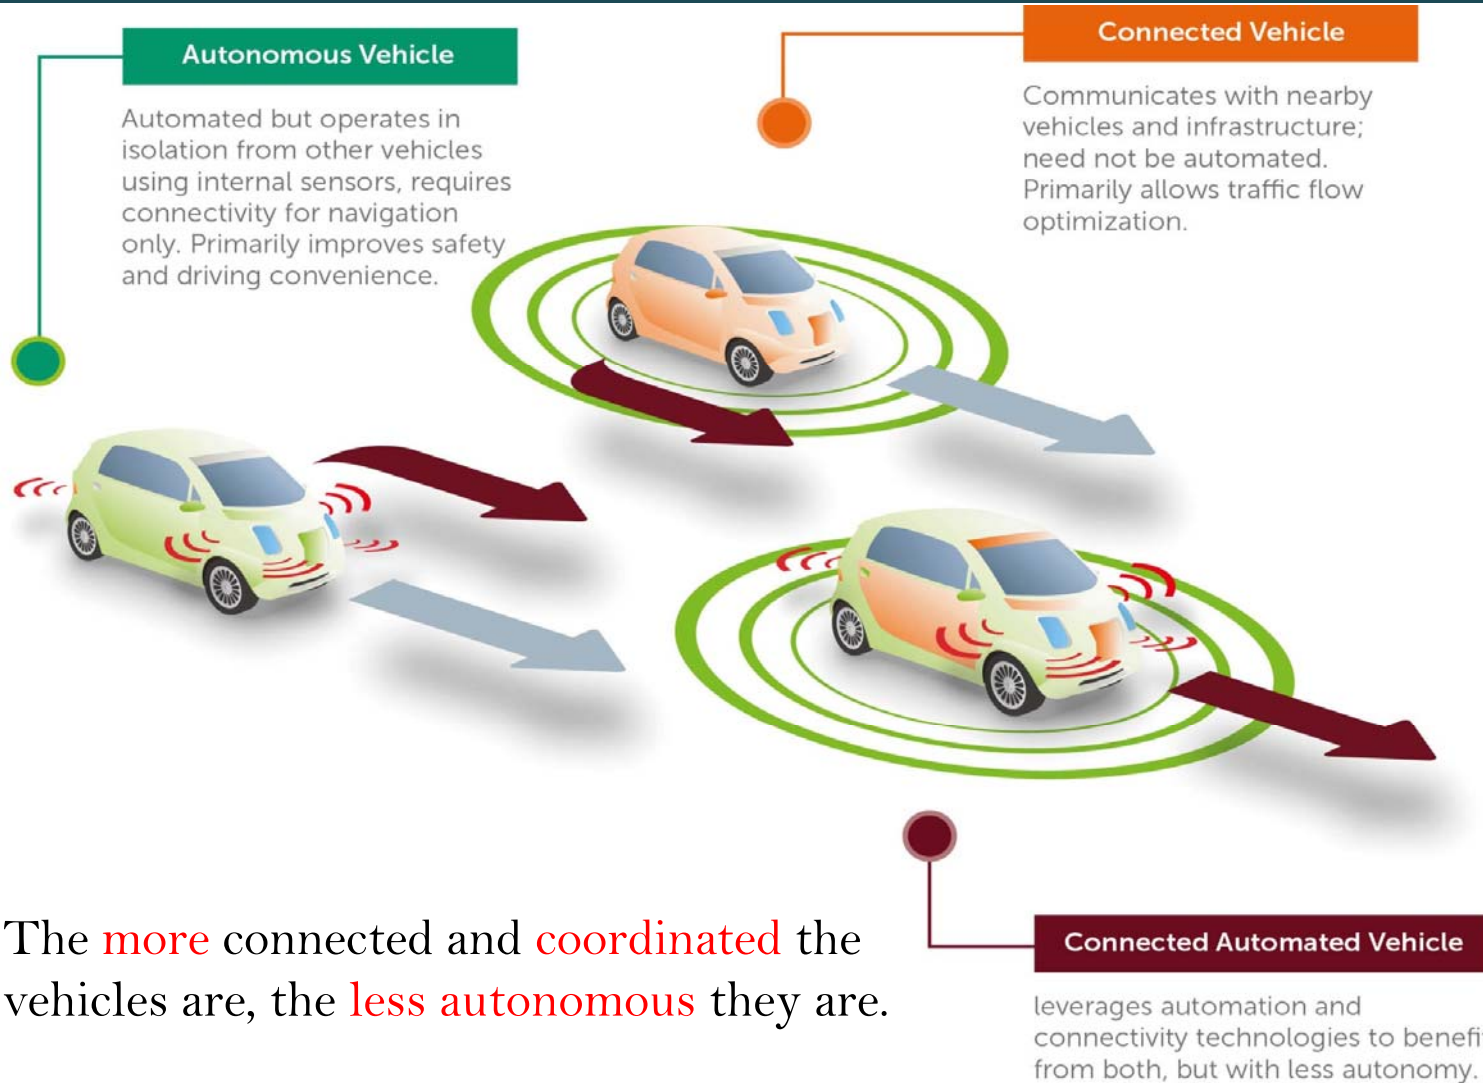 Autonomous Vehicle
Automated but operates in
isolation from other vehicles
using internal sensors, requires
connectivity for navigation
only. Primarily improves safety
and driving convenience.
Connected Vehicle
Communicates with nearby
vehicles and infrastructure;
need not be automated.
Primarily allows traffic flow
optimization.
The more connected and coordinated the
vehicles are, the less autonomous they are.
Connected Automated Vehicle
leverages automation and
connectivity technologies to benefi
from both, but with less autonomy.